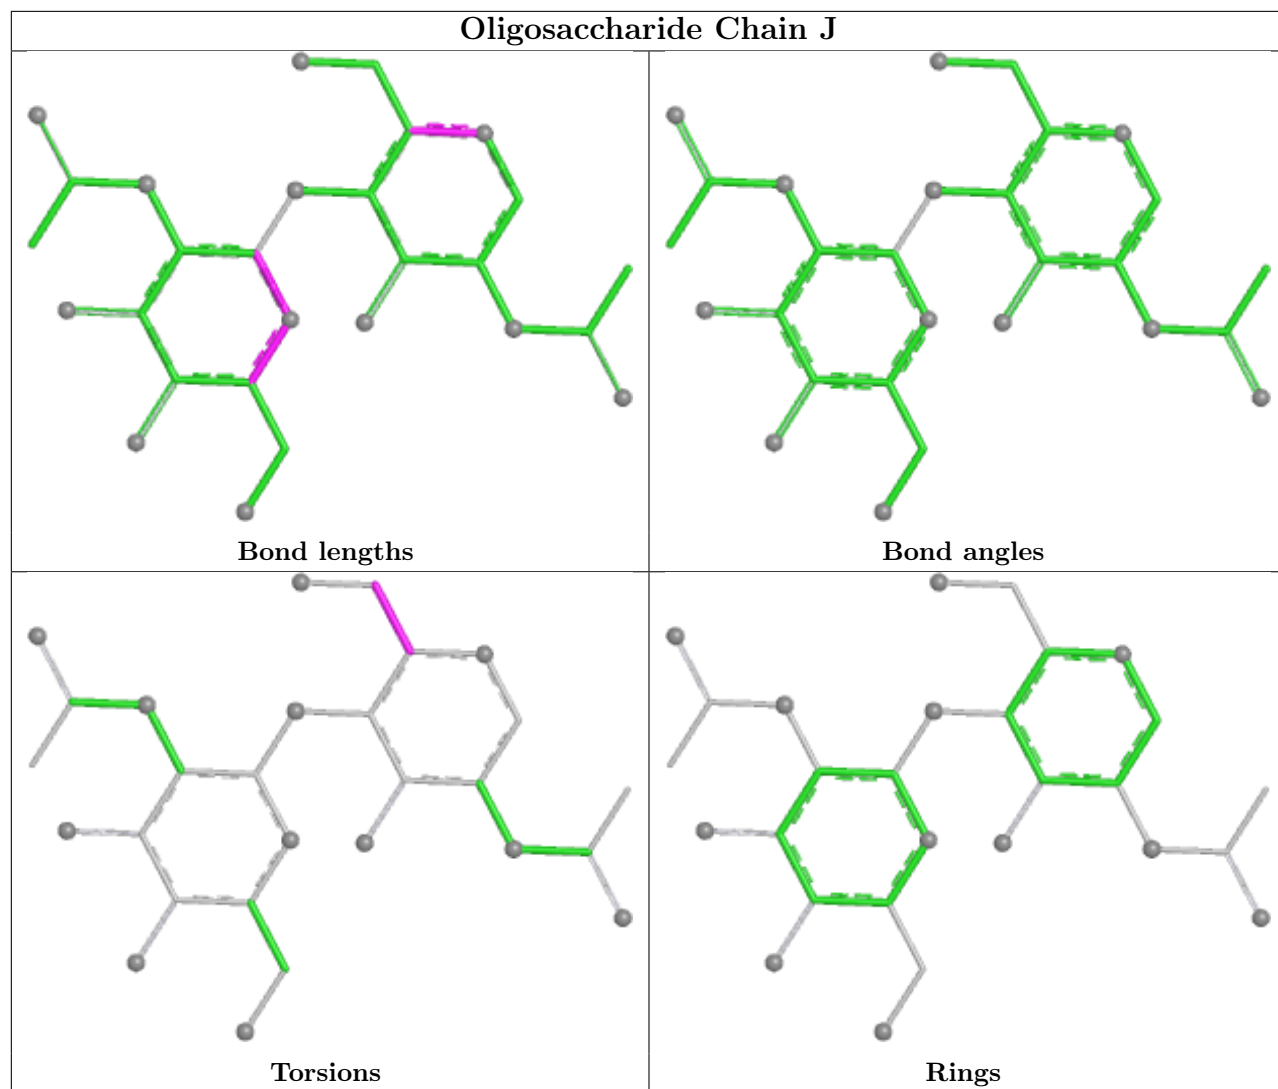 Oligosaccharide Chain J
Bond lengths
Bond angles
Torsions
Rings